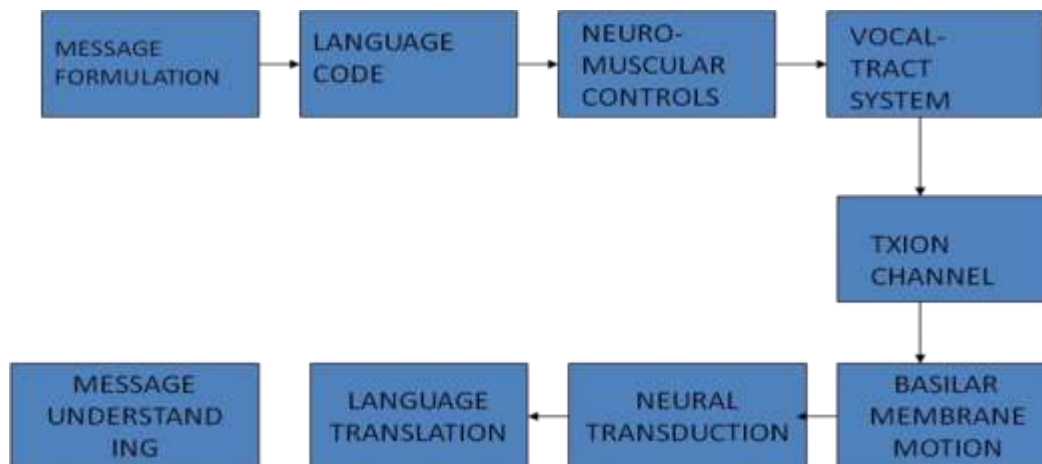 MESSAGE
FORMULATION
LANGUAGE
CODE
NEURO-
MUSCULAR
CONTROLS
VOCAL-
TRACT
SYSTEM
TXION
CHANNEL
BASILAR
MEMBRANE
MOTION
NEURAL
TRANSDUCTION
LANGUAGE
TRANSLATION
MESSAGE
UNDERSTAND
ING